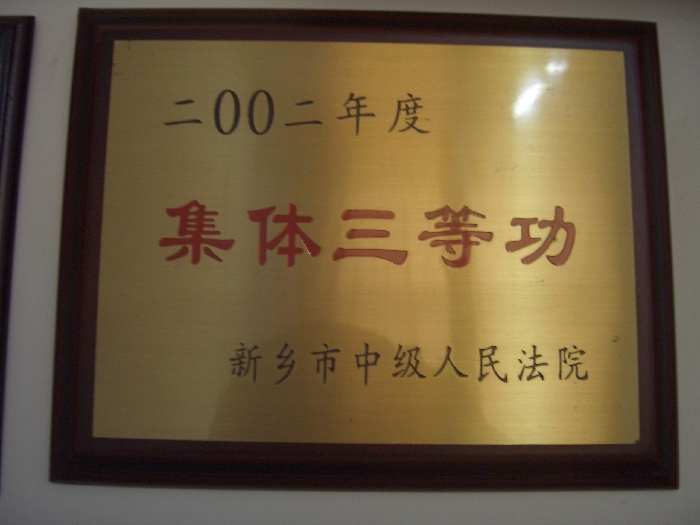 二00二年度
集体三等功
新乡市中级人民法院